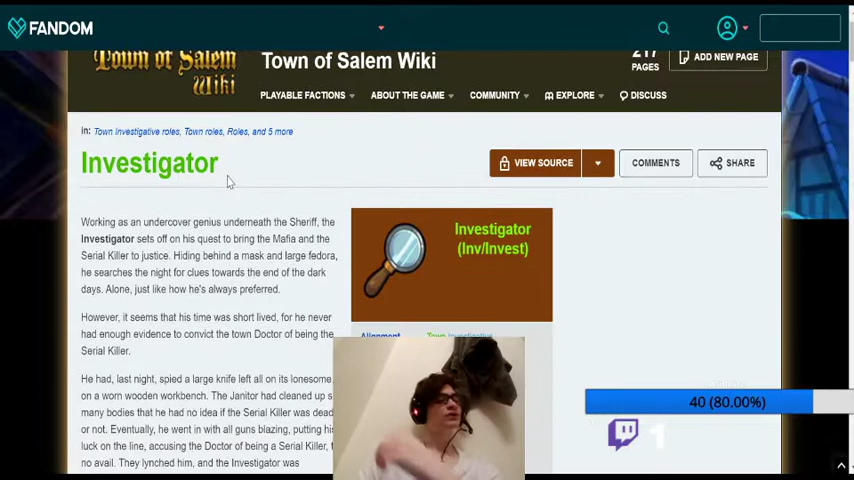 FANDOM
Town of Salem
Wiki
Town of Salem Wiki
217
PAGES
ADD NEW PAGE
PLAYABLE FACTIONS
ABOUT THE GAME
COMMUNITY
EXPLORE
DISCUSS
in: Town investigative roles, Town roles, Roles, and 5 more
Investigator
VIEW SOURCE
COMMENTS
SHARE
Working as an undercover genius underneath the Sheriff, the
Investigator sets off on his quest to bring the Mafia and the
Serial Killer to justice. Hiding behind a mask and large fedora,
he searches the night for clues towards the end of the dark
days. Alone, just like how he's always preferred.
However, it seems that his time was short lived, for he never
had enough evidence to convict the town Doctor of being the
Serial Killer.
He had, last night, spied a large knife left all on its lonesome
on a worn wooden workbench. The Janitor had cleaned up s
many bodies that he had no idea if the Serial Killer was dead
or not. Eventually, he went in with all guns blazing, putting his
luck on the line, accusing the Doctor of being a Serial Killer,
no avail. They lynched him, and the Investigator was
Investigator
(Inv/Invest)
Alignment
Town Investigative
40 (80.00%)
1